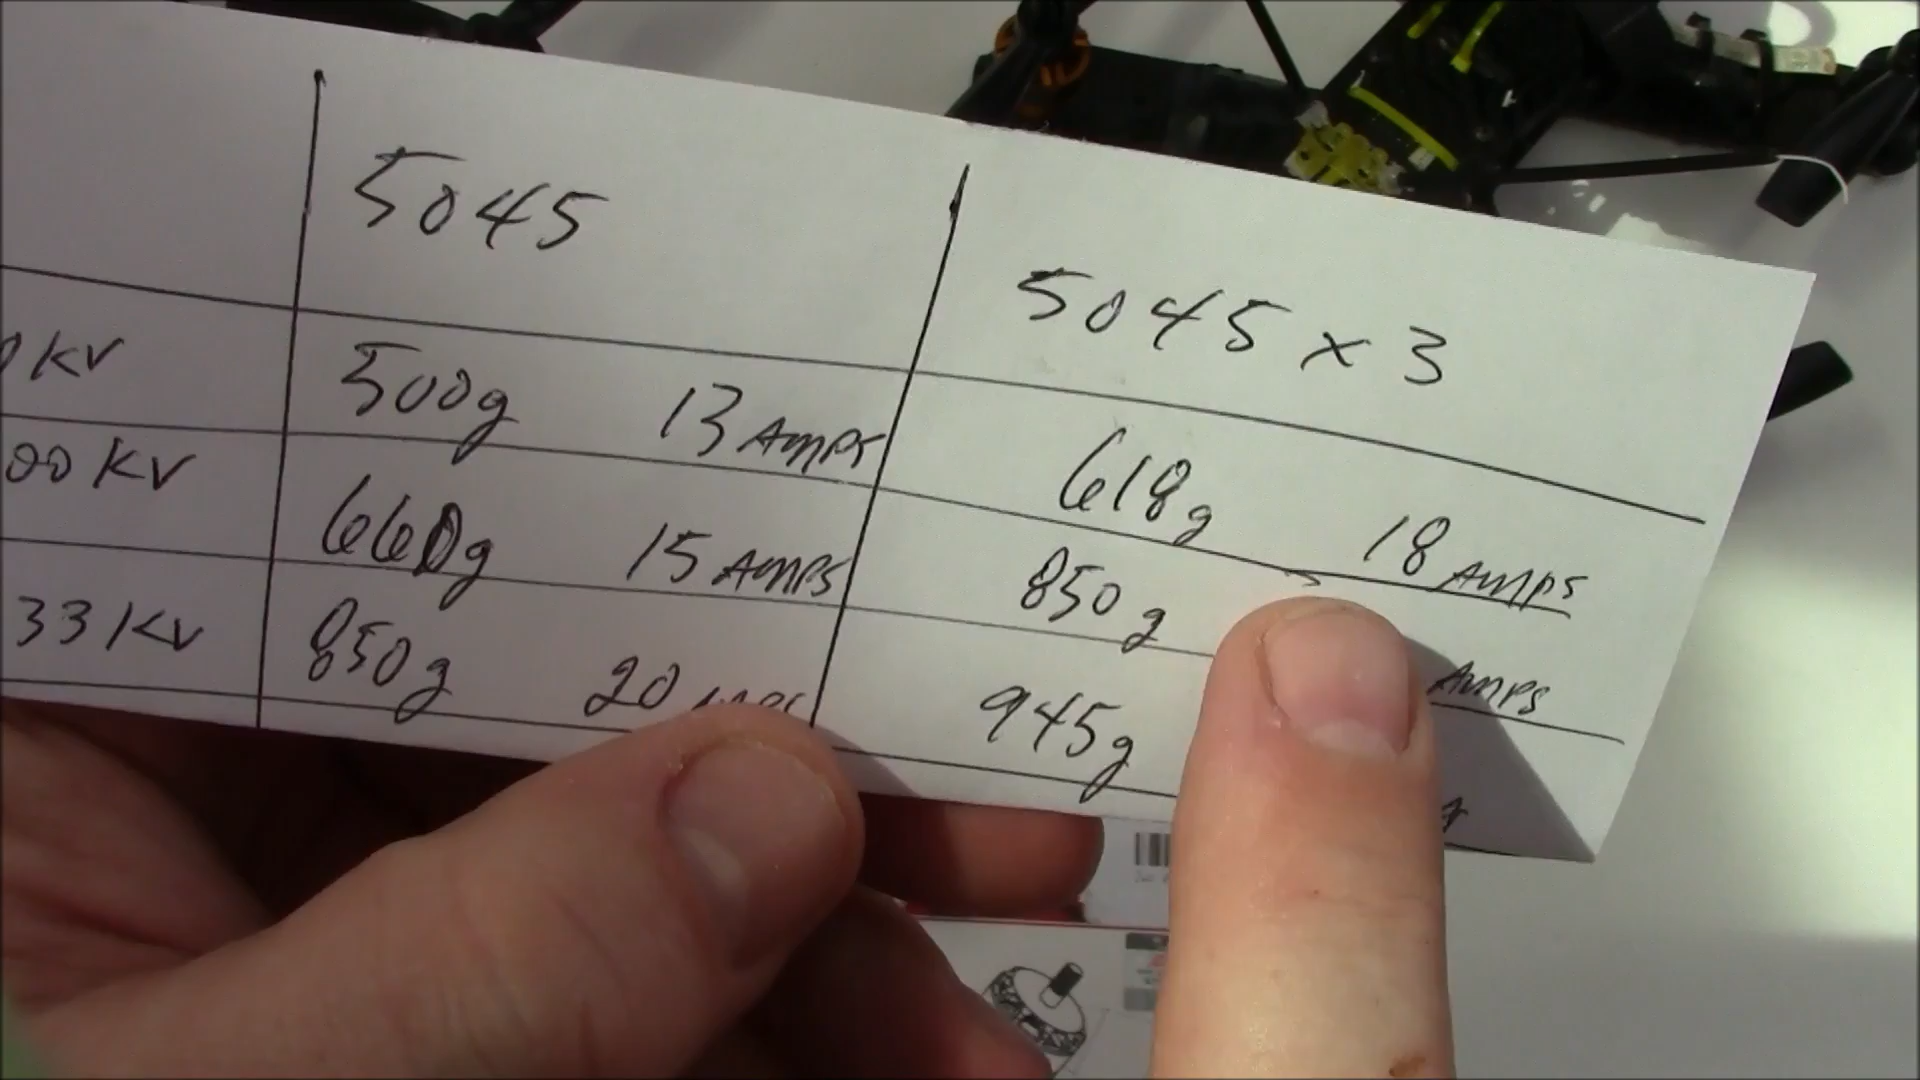 5045 5045 x 3
KV 500g 13 AMPS 618g 18 AMPS
00 KV 660g 15 AMPS 850g AMPS
33 KV 850g 20 945g